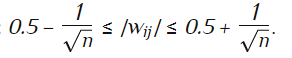 0.5 − 1/√n ≤ |w_ij| ≤ 0.5 + 1/√n.